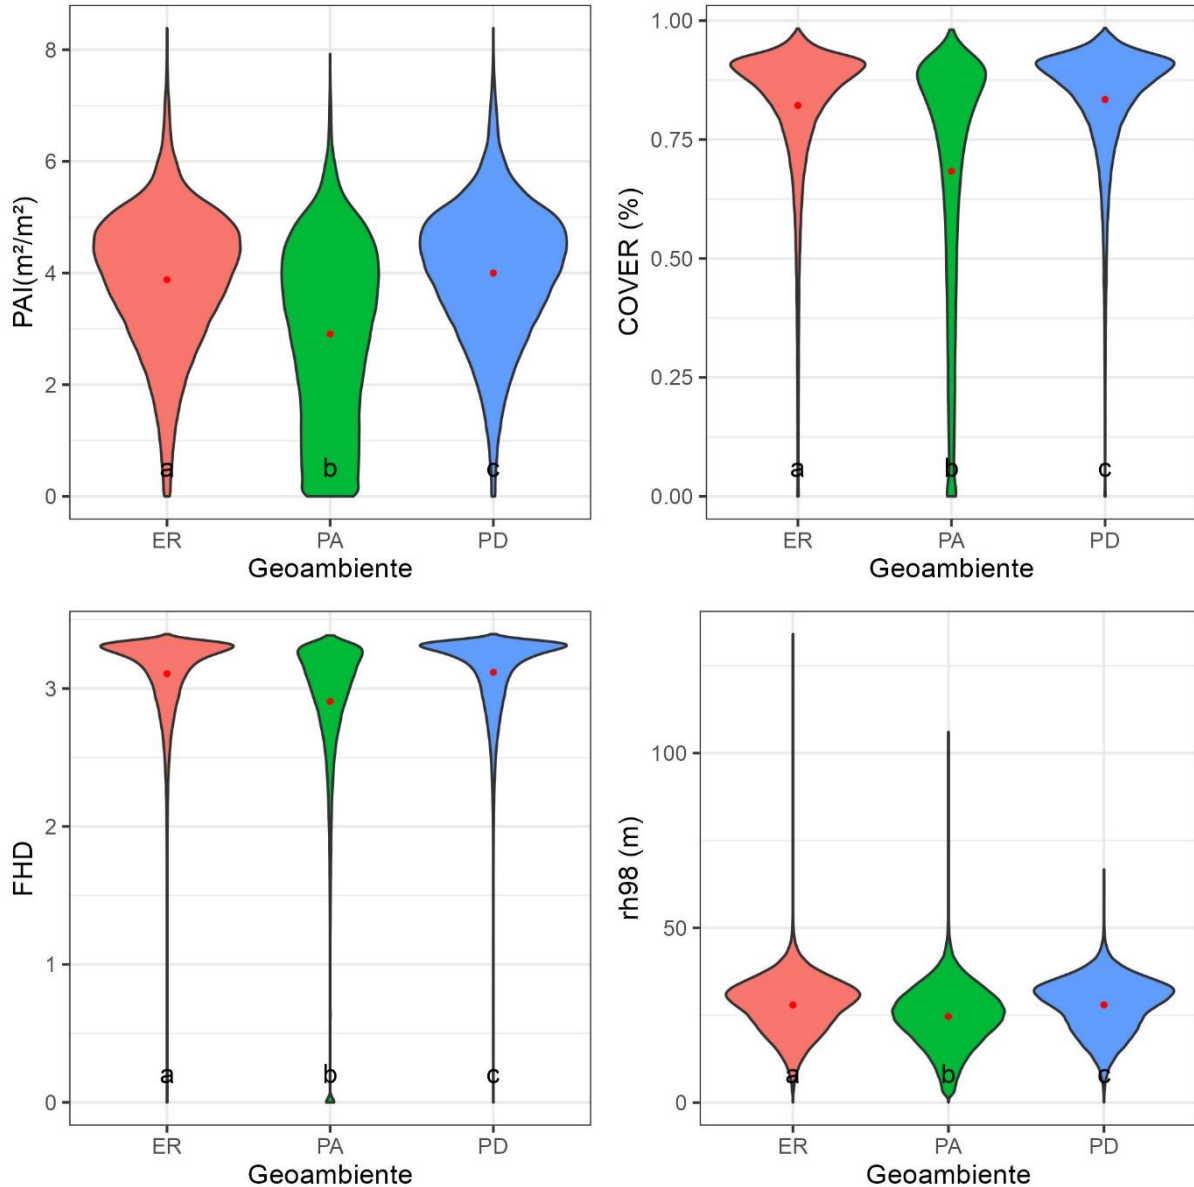 PAI(m²/m²)
8
6
4
2
0
a b c
ER PA PD
Geoambiente
COVER (%)
1.00
0.75
0.50
0.25
0.00
a b c
ER PA PD
Geoambiente
FHD
3
2
1
0
a b c
ER PA PD
Geoambiente
rh98 (m)
100
50
0
a b c
ER PA PD
Geoambiente